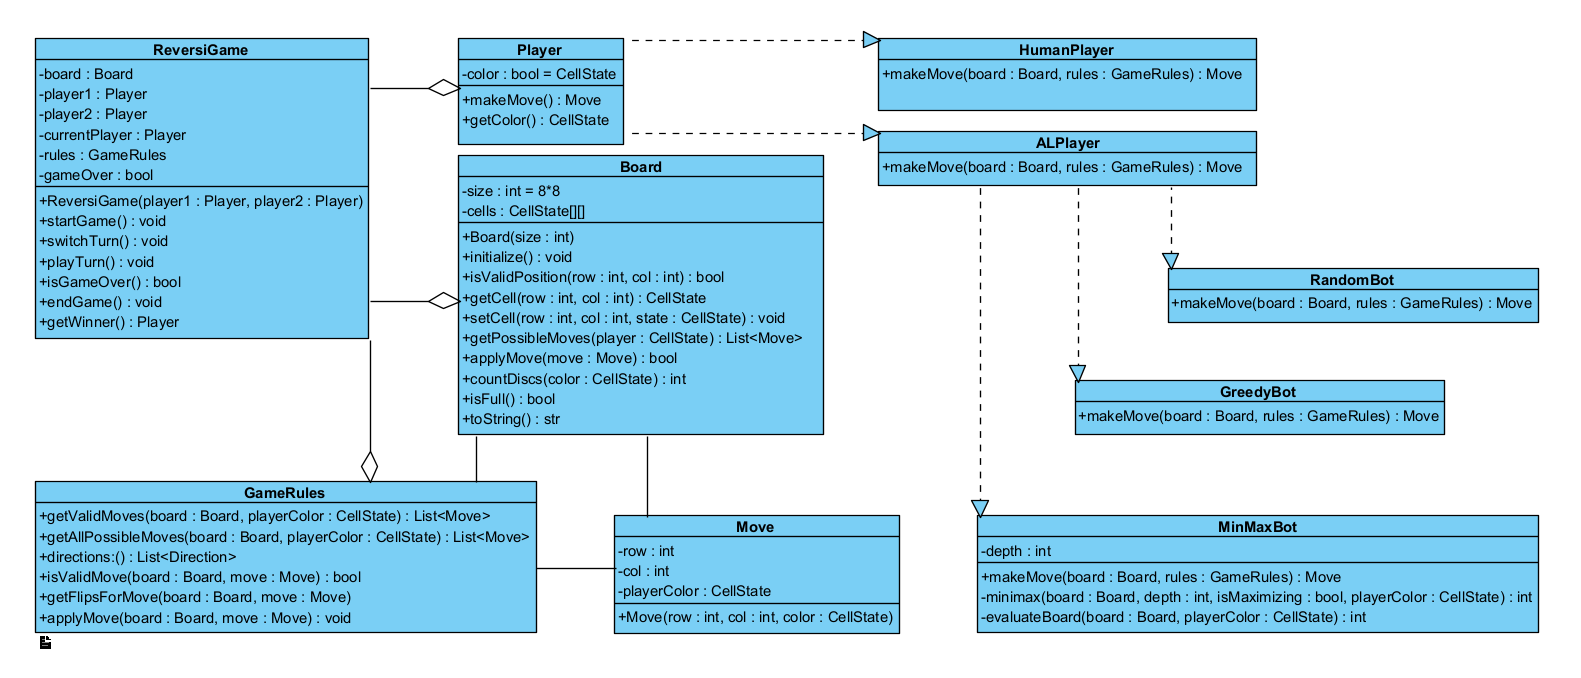 ReversiGame
-board : Board
-player1 : Player
-player2 : Player
-currentPlayer : Player
-rules : GameRules
-gameOver : bool
+ReversiGame(player1 : Player, player2 : Player)
+startGame() : void
+switchTurn() : void
+playTurn() : void
+isGameOver() : bool
+endGame() : void
+getWinner() : Player
Player
-color : bool = CellState
+makeMove() : Move
+getColor() : CellState
HumanPlayer
+makeMove(board : Board, rules : GameRules) : Move
ALPlayer
+makeMove(board : Board, rules : GameRules) : Move
Board
-size : int = 8*8
-cells : CellState[][]
+Board(size : int)
+initialize() : void
+isValidPosition(row : int, col : int) : bool
+getCell(row : int, col : int) : CellState
+setCell(row : int, col : int, state : CellState) : void
+getPossibleMoves(player : CellState) : List<Move>
+applyMove(move : Move) : bool
+countDiscs(color : CellState) : int
+isFull() : bool
+toString() : str
RandomBot
+makeMove(board : Board, rules : GameRules) : Move
GreedyBot
+makeMove(board : Board, rules : GameRules) : Move
GameRules
+getValidMoves(board : Board, playerColor : CellState) : List<Move>
+getAllPossibleMoves(board : Board, playerColor : CellState) : List<Move>
+directions:() : List<Direction>
+isValidMove(board : Board, move : Move) : bool
+getFlipsForMove(board : Board, move : Move)
+applyMove(board : Board, move : Move) : void
Move
-row : int
-col : int
-playerColor : CellState
+Move(row : int, col : int, color : CellState)
MinMaxBot
-depth : int
+makeMove(board : Board, rules : GameRules) : Move
-minimax(board : Board, depth : int, isMaximizing : bool, playerColor : CellState) : int
-evaluateBoard(board : Board, playerColor : CellState) : int